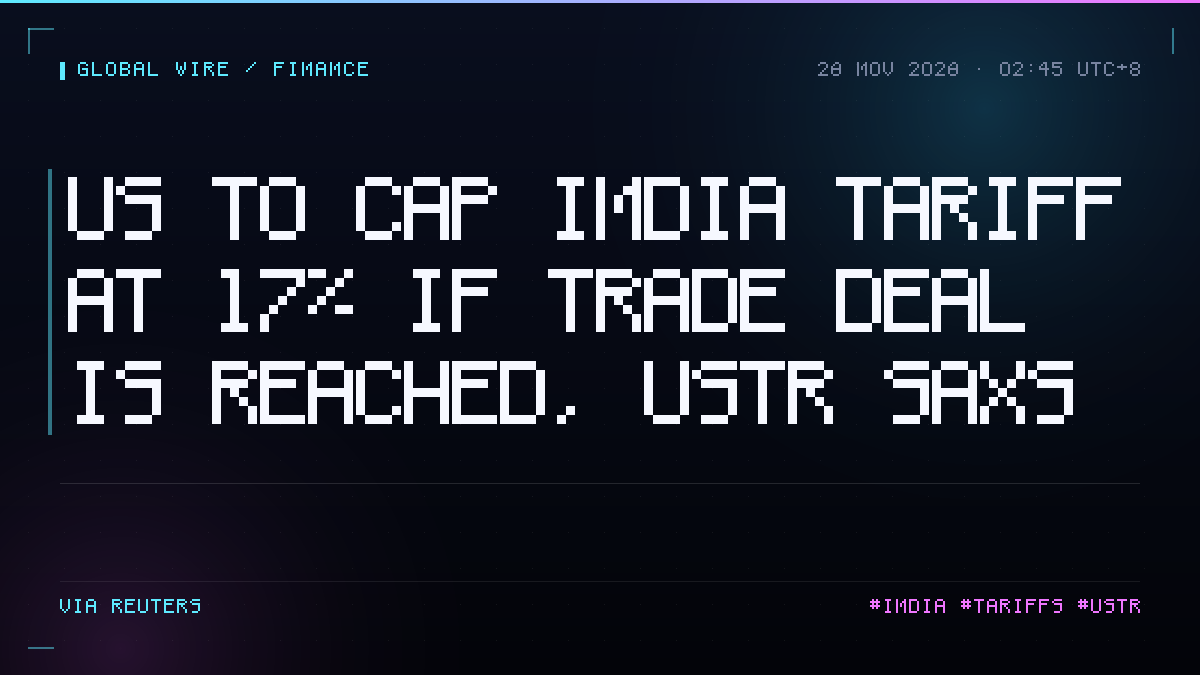 GLOBAL WIRE / FINANCE
NOV · 02:45 UTC+8
US TO CAP INDIA TARIFF
AT 17% IF TRADE DEAL
IS REACHED, USTR SAYS
VIA REUTERS
#INDIA #TARIFFS #USTR